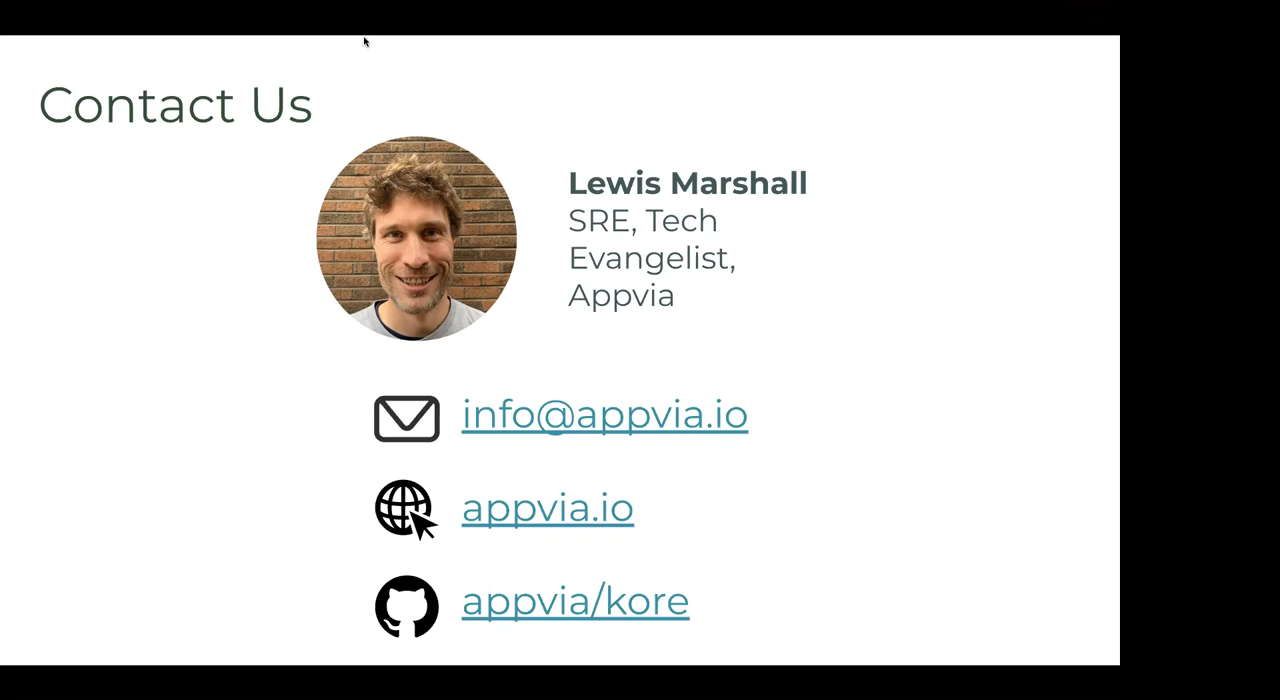 Contact Us
Lewis Marshall
SRE, Tech
Evangelist,
Appvia
info@appvia.io
appvia.io
appvia/kore